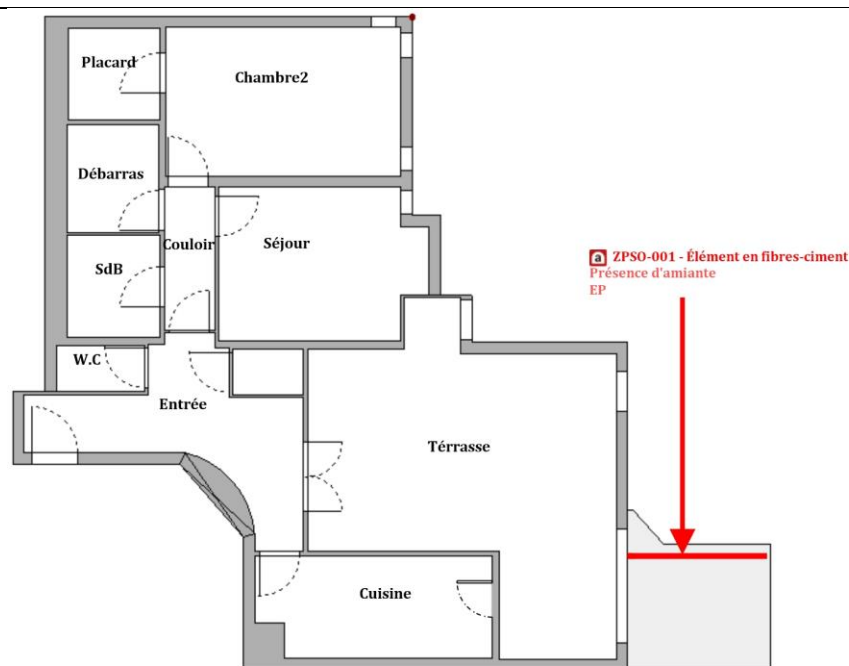 Placard
Chambre2
Débarras
Couloir
Séjour
SdB
a ZPSO-001 - Élément en fibres-ciment
Présence d'amiante
EP
W.C
Entrée
Térrasse
Cuisine